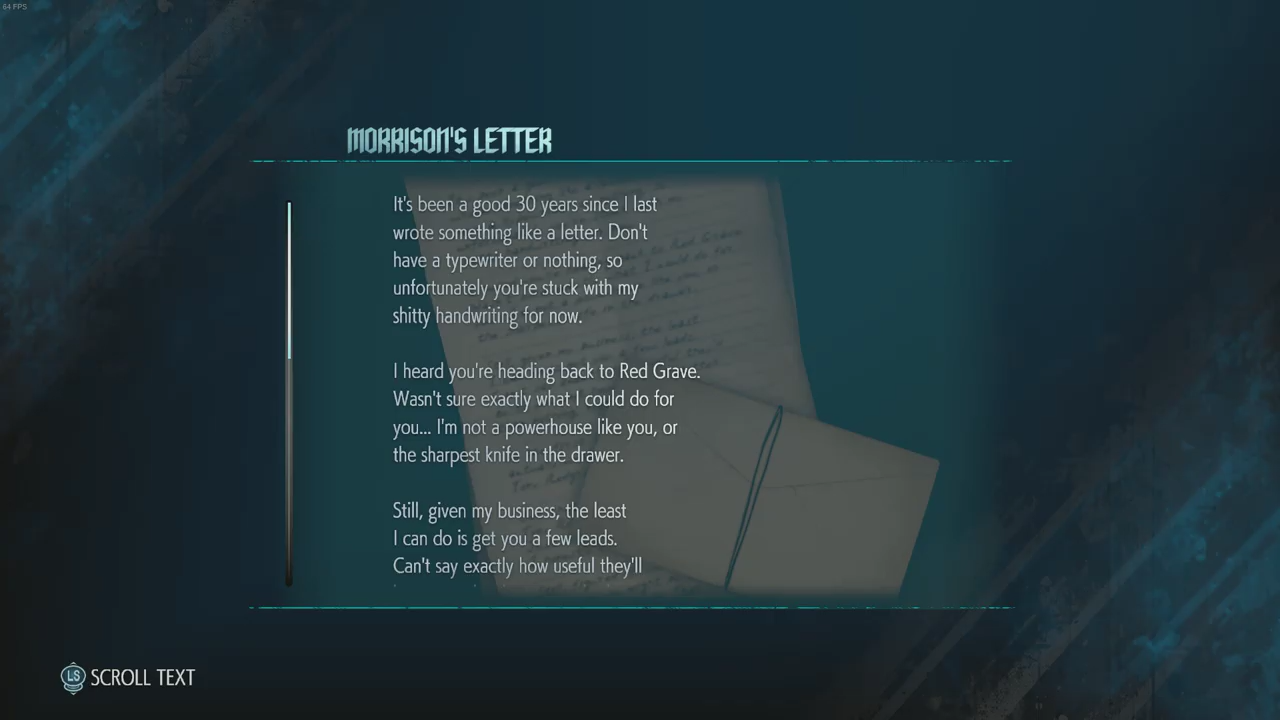 64 FPS
MORRISON'S LETTER
It's been a good 30 years since I last
wrote something like a letter. Don't
have a typewriter or nothing, so
unfortunately you're stuck with my
shitty handwriting for now.
I heard you're heading back to Red Grave.
Wasn't sure exactly what I could do for
you... I'm not a powerhouse like you, or
the sharpest knife in the drawer.
Still, given my business, the least
I can do is get you a few leads.
Can't say exactly how useful they'll
LS SCROLL TEXT